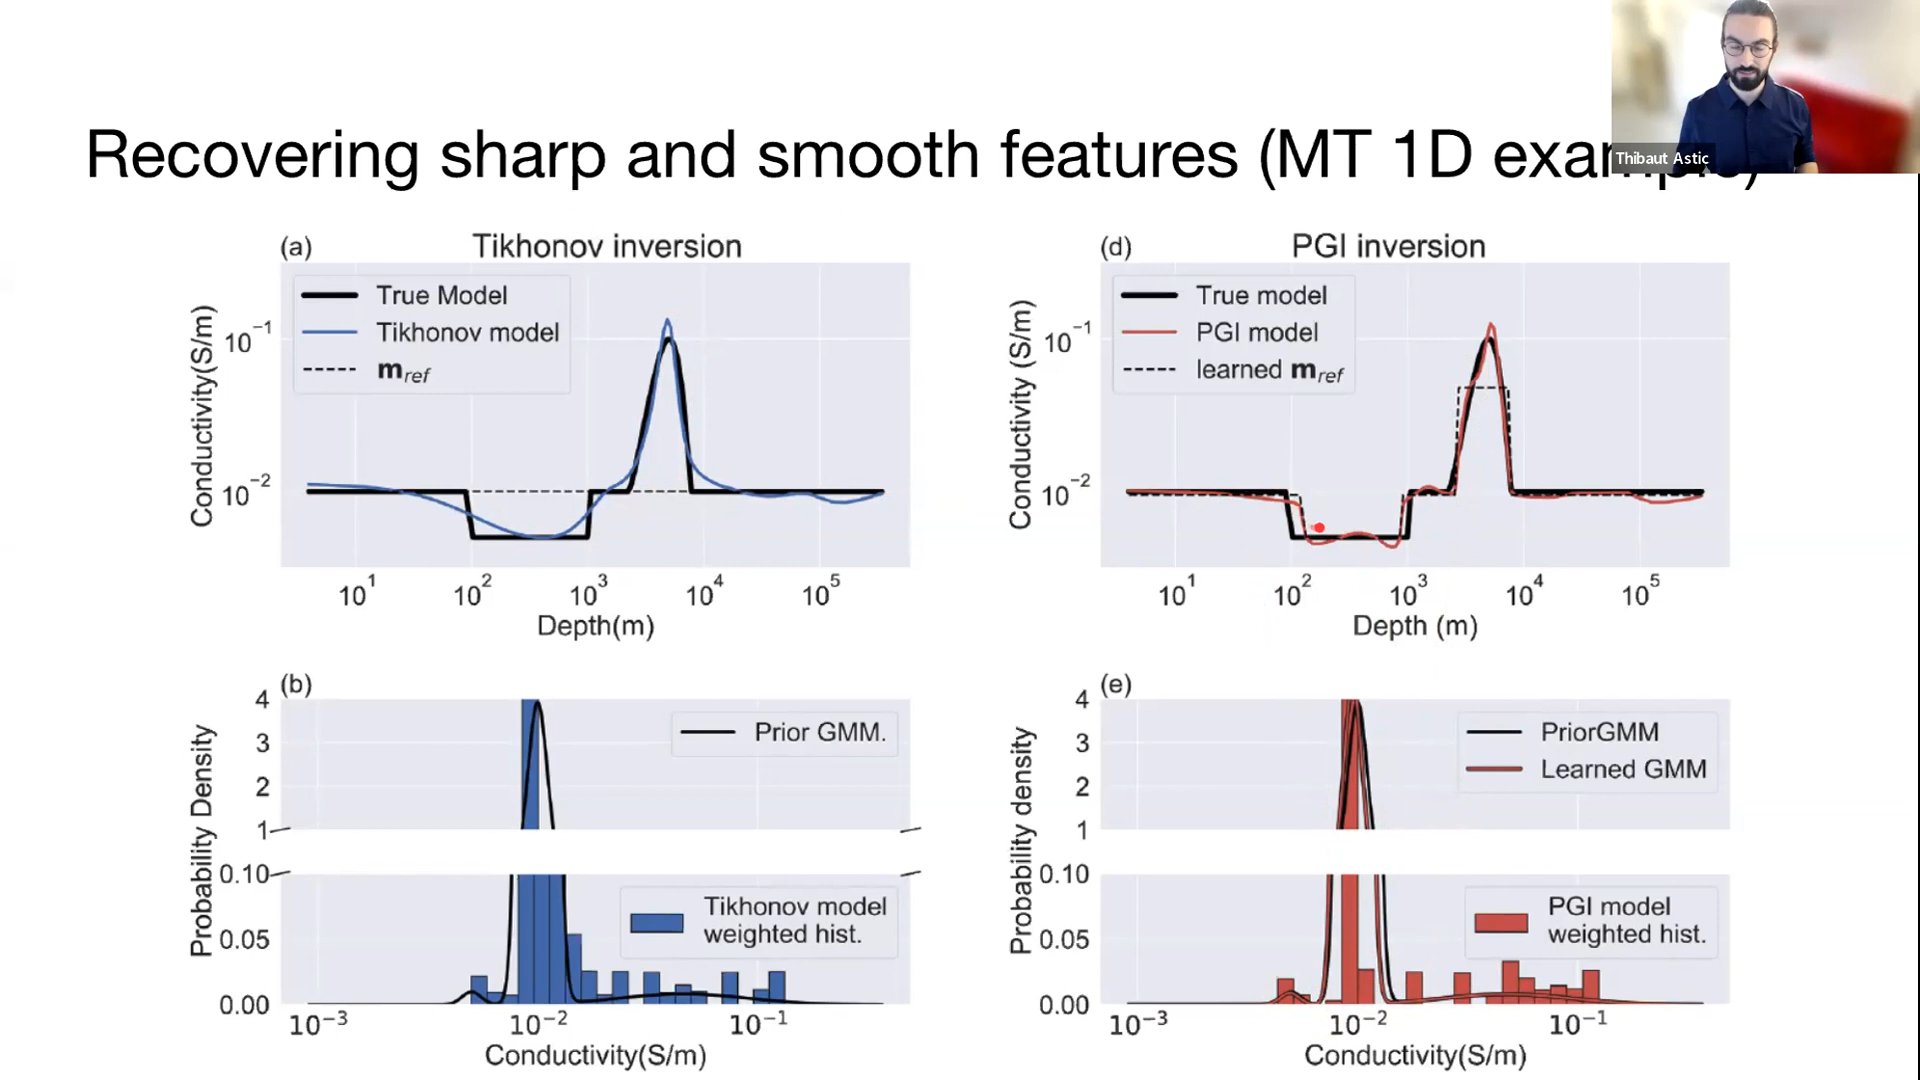 Recovering sharp and smooth features (MT 1D example)
Thibaut Astic
(a)
Tikhonov inversion
True Model
Tikhonov model
m_ref
Conductivity(S/m)
10^-1
10^-2
10^1
10^2
10^3
10^4
10^5
Depth(m)
(d)
PGI inversion
True model
PGI model
learned m_ref
Conductivity (S/m)
10^-1
10^-2
10^1
10^2
10^3
10^4
10^5
Depth (m)
(b)
Prior GMM.
Probability Density
4
3
2
1
0.10
0.05
0.00
Tikhonov model
weighted hist.
10^-3
10^-2
10^-1
Conductivity(S/m)
(e)
PriorGMM
Learned GMM
Probability density
4
3
2
1
0.10
0.05
0.00
PGI model
weighted hist.
10^-3
10^-2
10^-1
Conductivity(S/m)